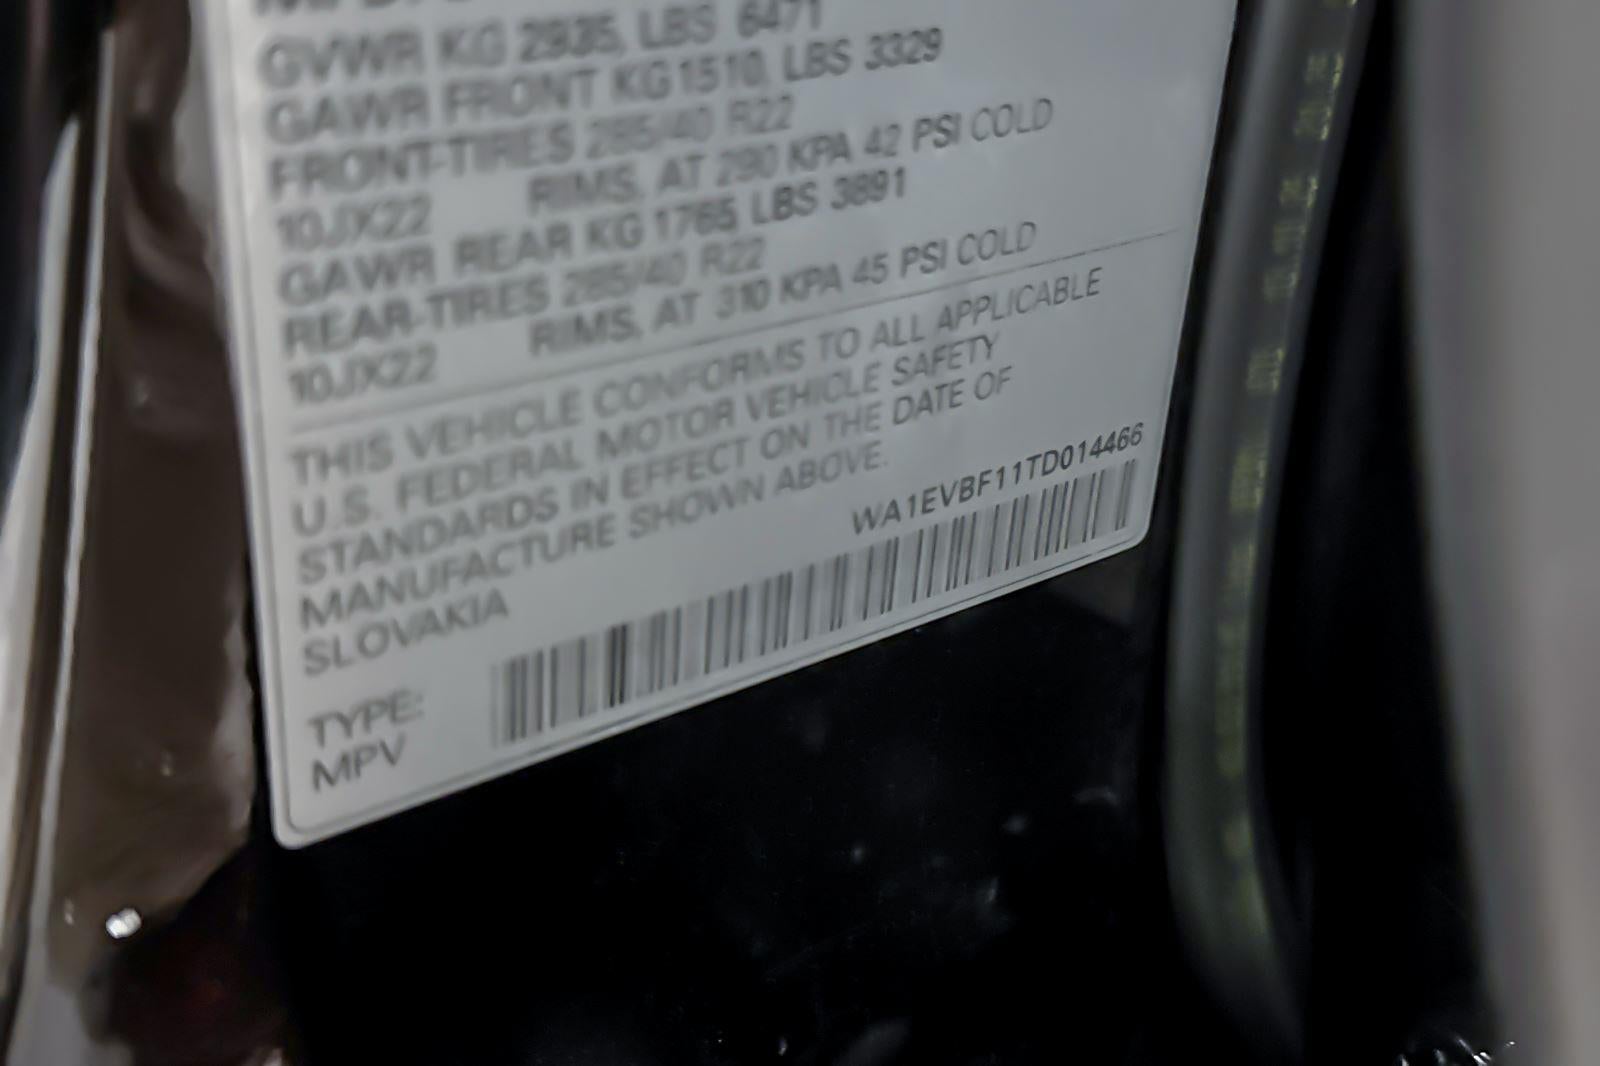 GVWR KG 2935, LBS 6471
GAWR FRONT KG 1510, LBS 3329
FRONT-TIRES 285/40 R22
10JX22 RIMS, AT 290 KPA 42 PSI COLD
GAWR REAR KG 1765 LBS 3891
REAR-TIRES 285/40 R22
10JX22 RIMS, AT 310 KPA 45 PSI COLD
THIS VEHICLE CONFORMS TO ALL APPLICABLE
U.S. FEDERAL MOTOR VEHICLE SAFETY
STANDARDS IN EFFECT ON THE DATE OF
MANUFACTURE SHOWN ABOVE.
SLOVAKIA
WA1EVBF11TD014466
TYPE:
MPV